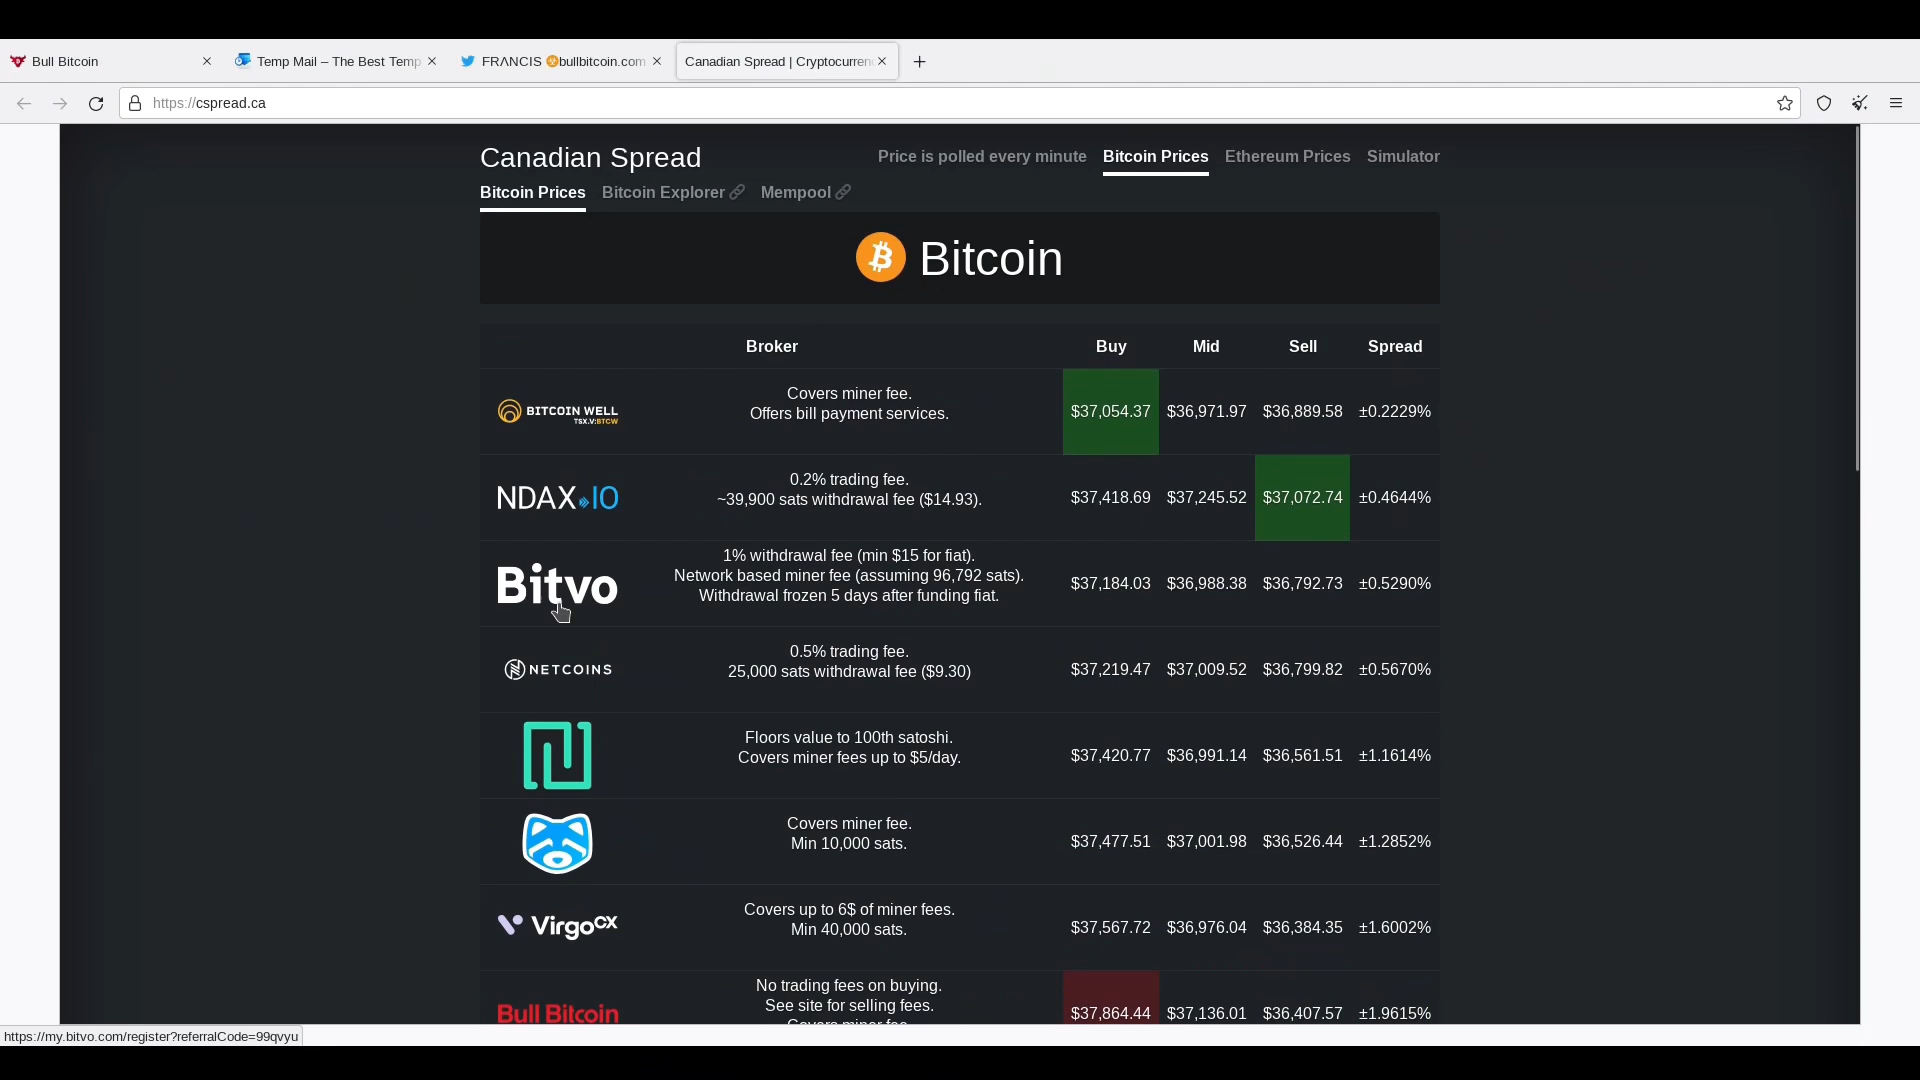 Bull Bitcoin
Temp Mail – The Best Temp
FRΛNCIS bullbitcoin.com
Canadian Spread | Cryptocurren
https://cspread.ca
Canadian Spread
Price is polled every minute
Bitcoin Prices
Ethereum Prices
Simulator
Bitcoin Prices
Bitcoin Explorer
Mempool
Bitcoin
Broker Buy Mid Sell Spread
BITCOIN WELL
TSX.V:BTCW
Covers miner fee.
Offers bill payment services.
$37,054.37 $36,971.97 $36,889.58 ±0.2229%
NDAX IO
0.2% trading fee.
~39,900 sats withdrawal fee ($14.93).
$37,418.69 $37,245.52 $37,072.74 ±0.4644%
Bitvo
1% withdrawal fee (min $15 for fiat).
Network based miner fee (assuming 96,792 sats).
Withdrawal frozen 5 days after funding fiat.
$37,184.03 $36,988.38 $36,792.73 ±0.5290%
NETCOINS
0.5% trading fee.
25,000 sats withdrawal fee ($9.30)
$37,219.47 $37,009.52 $36,799.82 ±0.5670%
Floors value to 100th satoshi.
Covers miner fees up to $5/day.
$37,420.77 $36,991.14 $36,561.51 ±1.1614%
Covers miner fee.
Min 10,000 sats.
$37,477.51 $37,001.98 $36,526.44 ±1.2852%
VirgoCX
Covers up to 6$ of miner fees.
Min 40,000 sats.
$37,567.72 $36,976.04 $36,384.35 ±1.6002%
Bull Bitcoin
No trading fees on buying.
See site for selling fees.
Covers miner fee.
$37,864.44 $37,136.01 $36,407.57 ±1.9615%
https://my.bitvo.com/register?referralCode=99qvyu